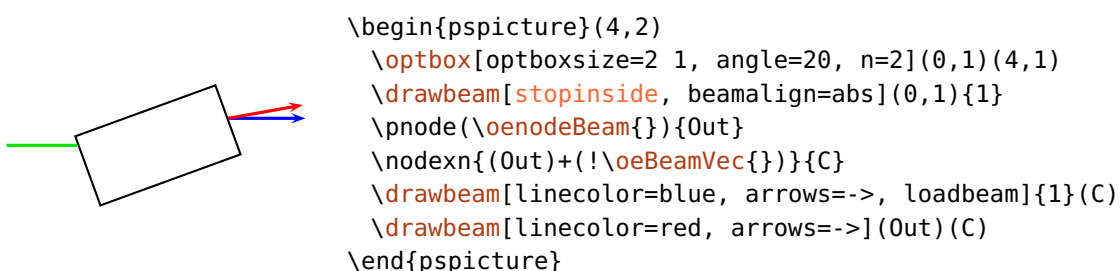 \begin{pspicture}(4,2)
\optbox[optboxsize=2 1, angle=20, n=2](0,1)(4,1)
\drawbeam[stopinside, beamalign=abs](0,1){1}
\pnode(\oenodeBeam{}){Out}
\nodexn{(Out)+(!\oeBeamVec{})}{C}
\drawbeam[linecolor=blue, arrows=->, loadbeam]{1}(C)
\drawbeam[linecolor=red, arrows=->](Out)(C)
\end{pspicture}